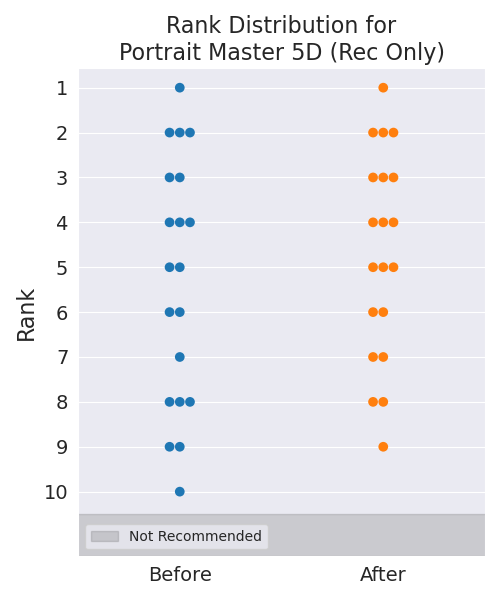 Rank Distribution for
Portrait Master 5D (Rec Only)
Rank
1
2
3
4
5
6
7
8
9
10
Not Recommended
Before After